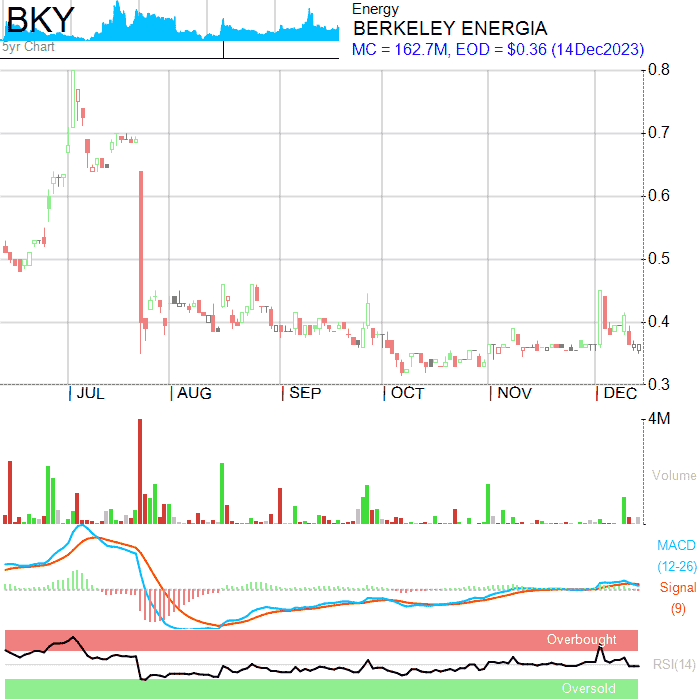 BKY
5yr Chart
Energy
BERKELEY ENERGIA
MC = 162.7M, EOD = $0.36 (14Dec2023)
0.8
0.7
0.6
0.5
0.4
0.3
JUL AUG SEP OCT NOV DEC
4M
Volume
MACD
(12-26)
Signal
(9)
Overbought
RSI(14)
Oversold